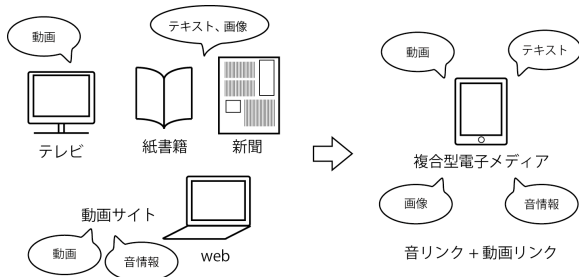 動画
テキスト、画像
テレビ
紙書籍
新聞
動画サイト
動画
音情報
web
動画
テキスト
複合型電子メディア
画像
音情報
音リンク + 動画リンク